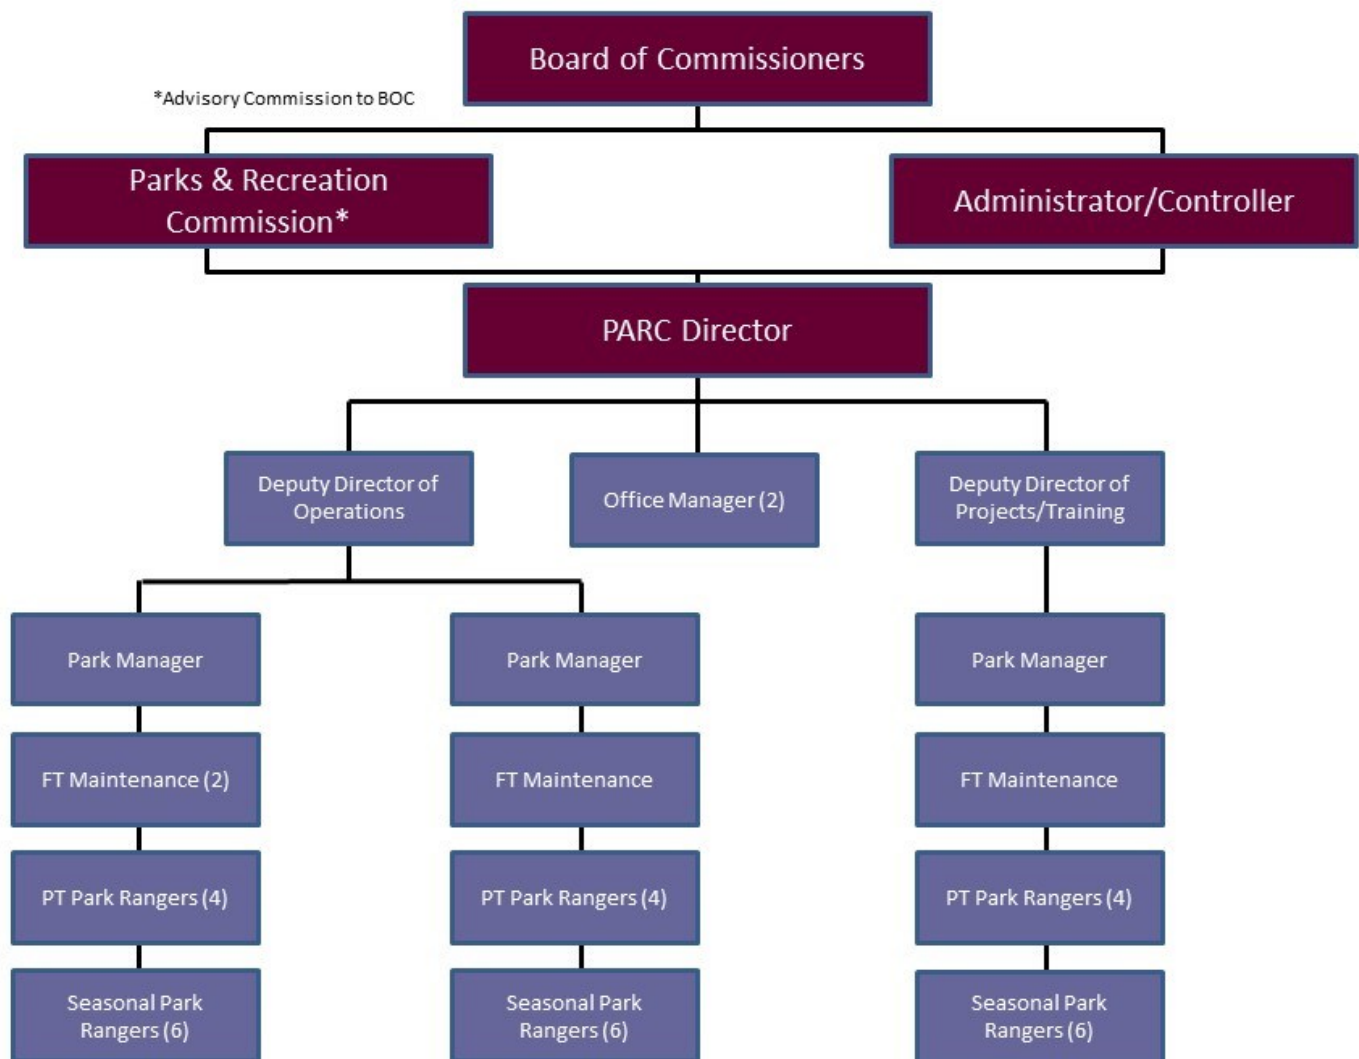 Board of Commissioners
*Advisory Commission to BOC
Parks & Recreation
Commission*
Administrator/Controller
PARC Director
Deputy Director of
Operations
Office Manager (2)
Deputy Director of
Projects/Training
Park Manager
Park Manager
Park Manager
FT Maintenance (2)
FT Maintenance
FT Maintenance
PT Park Rangers (4)
PT Park Rangers (4)
PT Park Rangers (4)
Seasonal Park
Rangers (6)
Seasonal Park
Rangers (6)
Seasonal Park
Rangers (6)